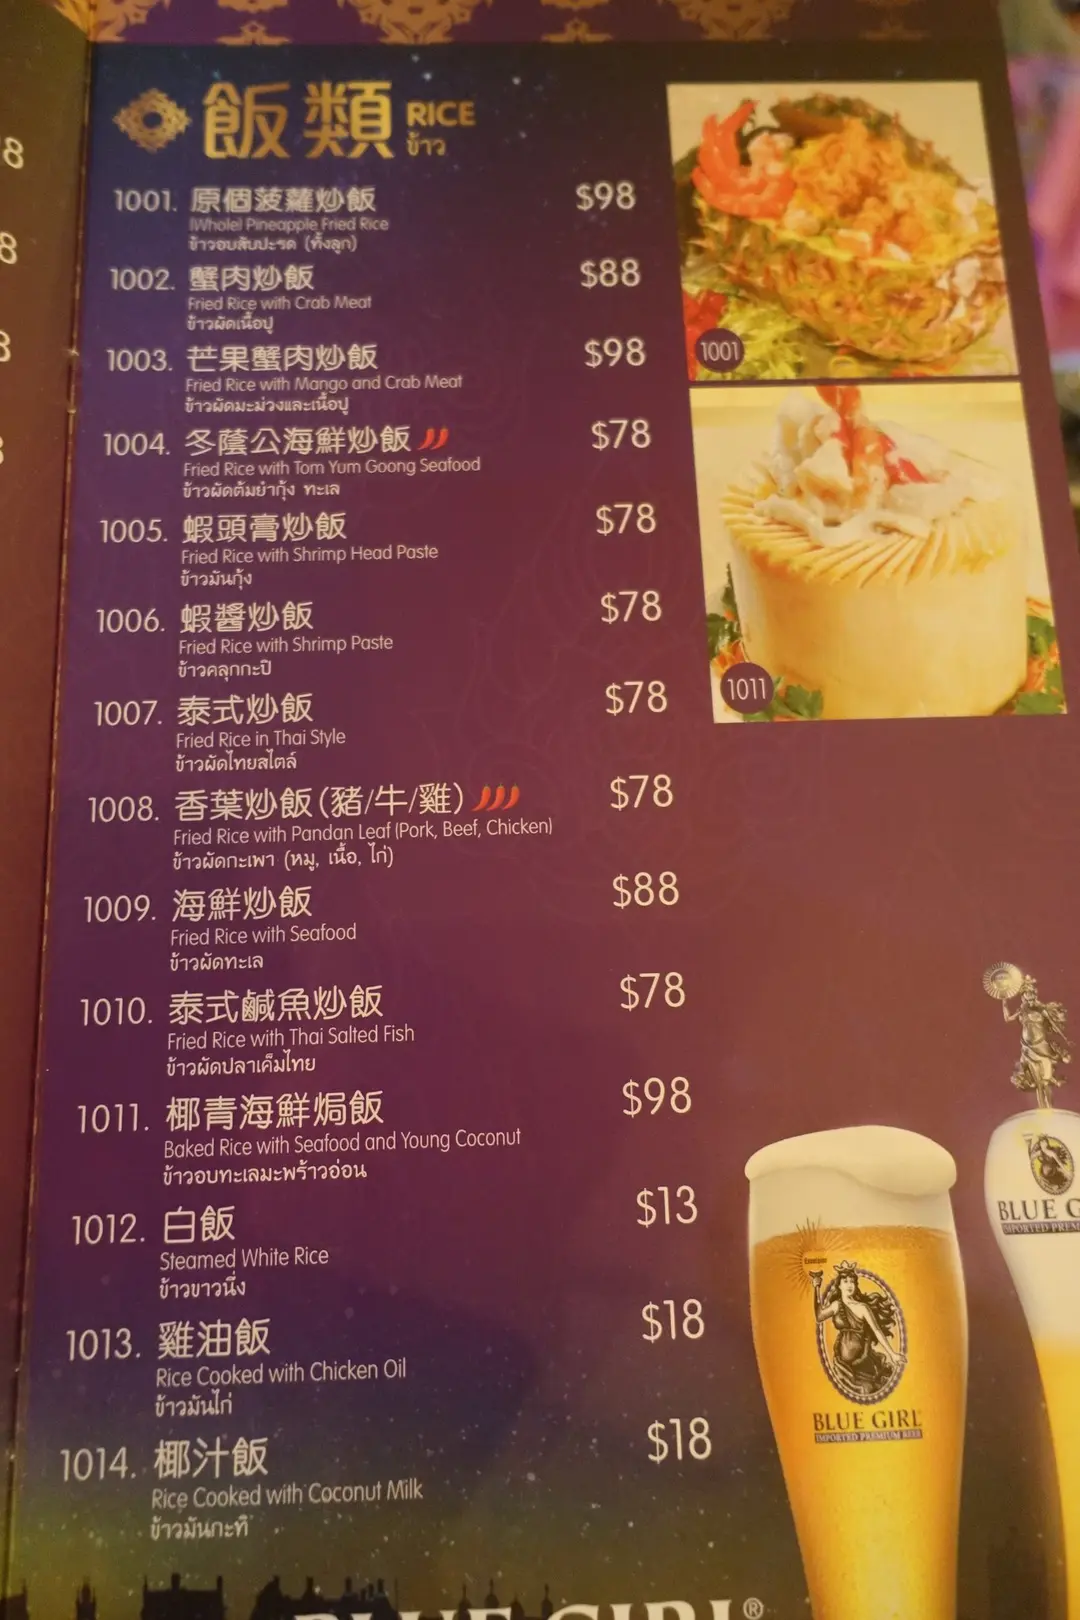 飯類 RICE
ข้าว
1001. 原個菠蘿炒飯 $98
(Whole) Pineapple Fried Rice
ข้าวอบสับปะรด (ทั้งลูก)
1002. 蟹肉炒飯 $88
Fried Rice with Crab Meat
ข้าวผัดเนื้อปู
1003. 芒果蟹肉炒飯 $98
Fried Rice with Mango and Crab Meat
ข้าวผัดมะม่วงและเนื้อปู
1004. 冬蔭公海鮮炒飯 $78
Fried Rice with Tom Yum Goong Seafood
ข้าวผัดต้มยำกุ้ง ทะเล
1005. 蝦頭膏炒飯 $78
Fried Rice with Shrimp Head Paste
ข้าวมันกุ้ง
1006. 蝦醬炒飯 $78
Fried Rice with Shrimp Paste
ข้าวคลุกกะปิ
1007. 泰式炒飯 $78
Fried Rice in Thai Style
ข้าวผัดไทยสไตล์
1008. 香葉炒飯(豬/牛/雞) $78
Fried Rice with Pandan Leaf (Pork, Beef, Chicken)
ข้าวผัดกะเพา (หมู, เนื้อ, ไก่)
1009. 海鮮炒飯 $88
Fried Rice with Seafood
ข้าวผัดทะเล
1010. 泰式鹹魚炒飯 $78
Fried Rice with Thai Salted Fish
ข้าวผัดปลาเค็มไทย
1011. 椰青海鮮焗飯 $98
Baked Rice with Seafood and Young Coconut
ข้าวอบทะเลมะพร้าวอ่อน
1012. 白飯 $13
Steamed White Rice
ข้าวขาวนึ่ง
1013. 雞油飯 $18
Rice Cooked with Chicken Oil
ข้าวมันไก่
1014. 椰汁飯 $18
Rice Cooked with Coconut Milk
ข้าวมันกะทิ
1001
1011
BLUE GIRL
IMPORTED PREMIUM BEER
BLUE G
IMPORTED PREM
BLUE GIRL®